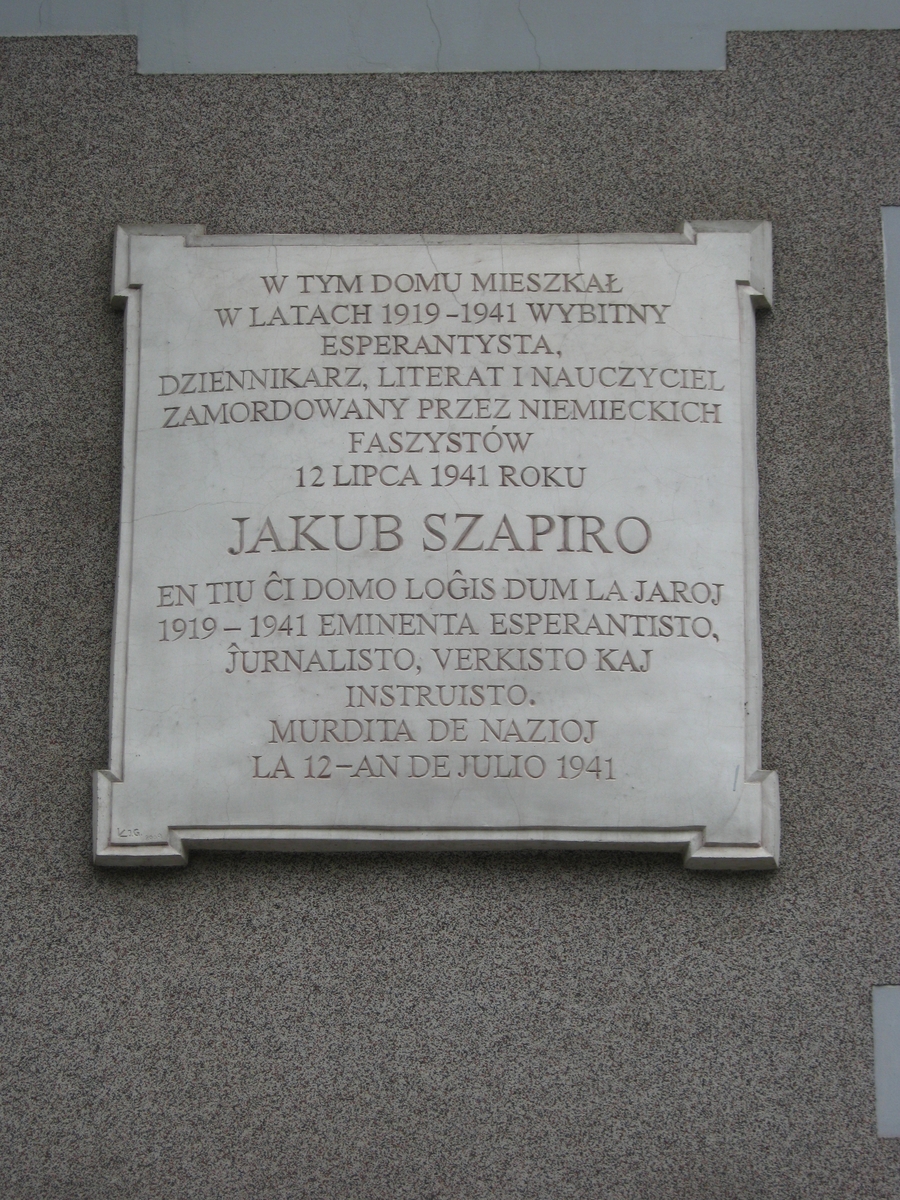 W TYM DOMU MIESZKAŁ
W LATACH 1919-1941 WYBITNY
ESPERANTYSTA,
DZIENNIKARZ, LITERAT I NAUCZYCIEL
ZAMORDOWANY PRZEZ NIEMIECKICH
FASZYSTÓW
12 LIPCA 1941 ROKU
JAKUB SZAPIRO
EN TIU ĈI DOMO LOĜIS DUM LA JAROJ
1919 – 1941 EMINENTA ESPERANTISTO,
ĴURNALISTO, VERKISTO KAJ
INSTRUISTO.
MURDITA DE NAZIOJ
LA 12–AN DE JULIO 1941